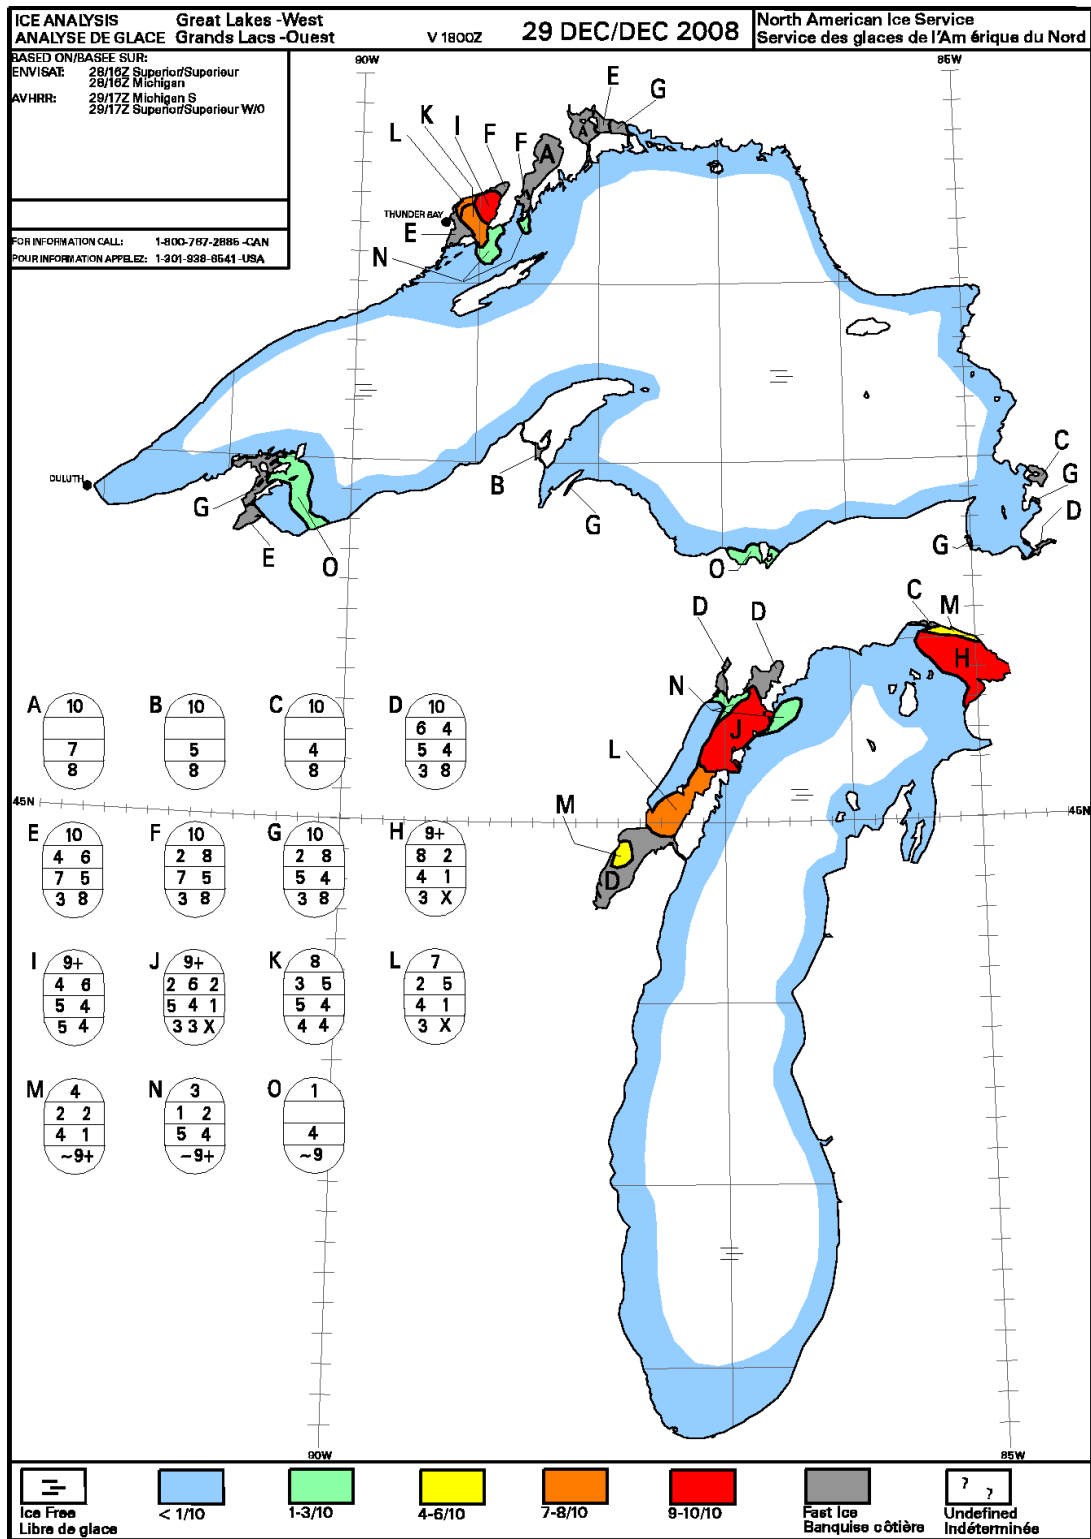 ICE ANALYSIS Great Lakes -West
ANALYSE DE GLACE Grands Lacs -Ouest
V 1800Z
29 DEC/DEC 2008
North American Ice Service
Service des glaces de l'Am érique du Nord
BASED ON/BASEE SUR:
ENVISAT: 28/16Z Superior/Superieur
28/16Z Michigan
AVHRR: 29/17Z Michigan S
29/17Z Superior/Superieur W/O
FOR INFORMATION CALL: 1-800-767-2885 -CAN
POUR INFORMATION APPELEZ: 1-301-938-6541 -USA
90W
85W
E
G
K
I
F
L
F
A
A
THUNDER BAY
E
N
DULUTH
G
E
O
B
G
O
C
G
D
G
C
M
H
D
D
N
J
L
M
D
A 10
7
8
B 10
5
8
C 10
4
8
D 10
6 4
5 4
3 8
45N
45N
E 10
4 6
7 5
3 8
F 10
2 8
7 5
3 8
G 10
2 8
5 4
3 8
H 9+
8 2
4 1
3 X
I 9+
4 6
5 4
5 4
J 9+
2 6 2
5 4 1
3 3 X
K 8
3 5
5 4
4 4
L 7
2 5
4 1
3 X
M 4
2 2
4 1
~9+
N 3
1 2
5 4
~9+
O 1
4
~9
90W
85W
Ice Free
Libre de glace
< 1/10
1-3/10
4-6/10
7-8/10
9-10/10
Fast Ice
Banquise côtière
? ?
Undefined
Indéterminée